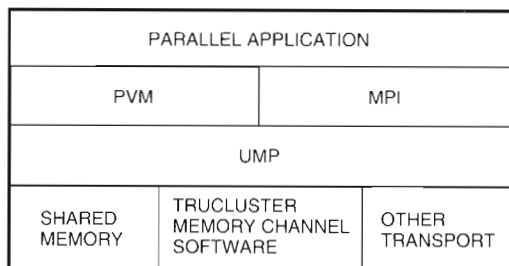 PARALLEL APPLICATION
PVM
MPI
UMP
SHARED
MEMORY
TRUCLUSTER
MEMORY CHANNEL
SOFTWARE
OTHER
TRANSPORT